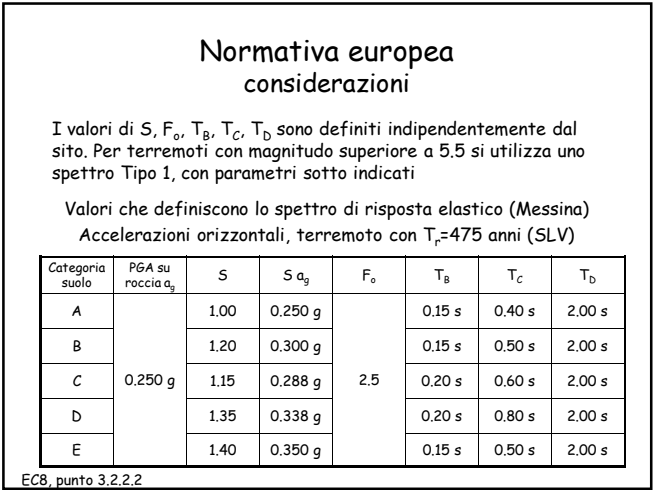 Normativa europea
considerazioni
I valori di S, Fo, TB, TC, TD sono definiti indipendentemente dal
sito. Per terremoti con magnitudo superiore a 5.5 si utilizza uno
spettro Tipo 1, con parametri sotto indicati
Valori che definiscono lo spettro di risposta elastico (Messina)
Accelerazioni orizzontali, terremoto con Tr=475 anni (SLV)
Categoria suolo PGA su roccia ag S S ag Fo TB TC TD
A 1.00 0.250 g 0.15 s 0.40 s 2.00 s
B 1.20 0.300 g 0.15 s 0.50 s 2.00 s
C 0.250 g 1.15 0.288 g 2.5 0.20 s 0.60 s 2.00 s
D 1.35 0.338 g 0.20 s 0.80 s 2.00 s
E 1.40 0.350 g 0.15 s 0.50 s 2.00 s
EC8, punto 3.2.2.2